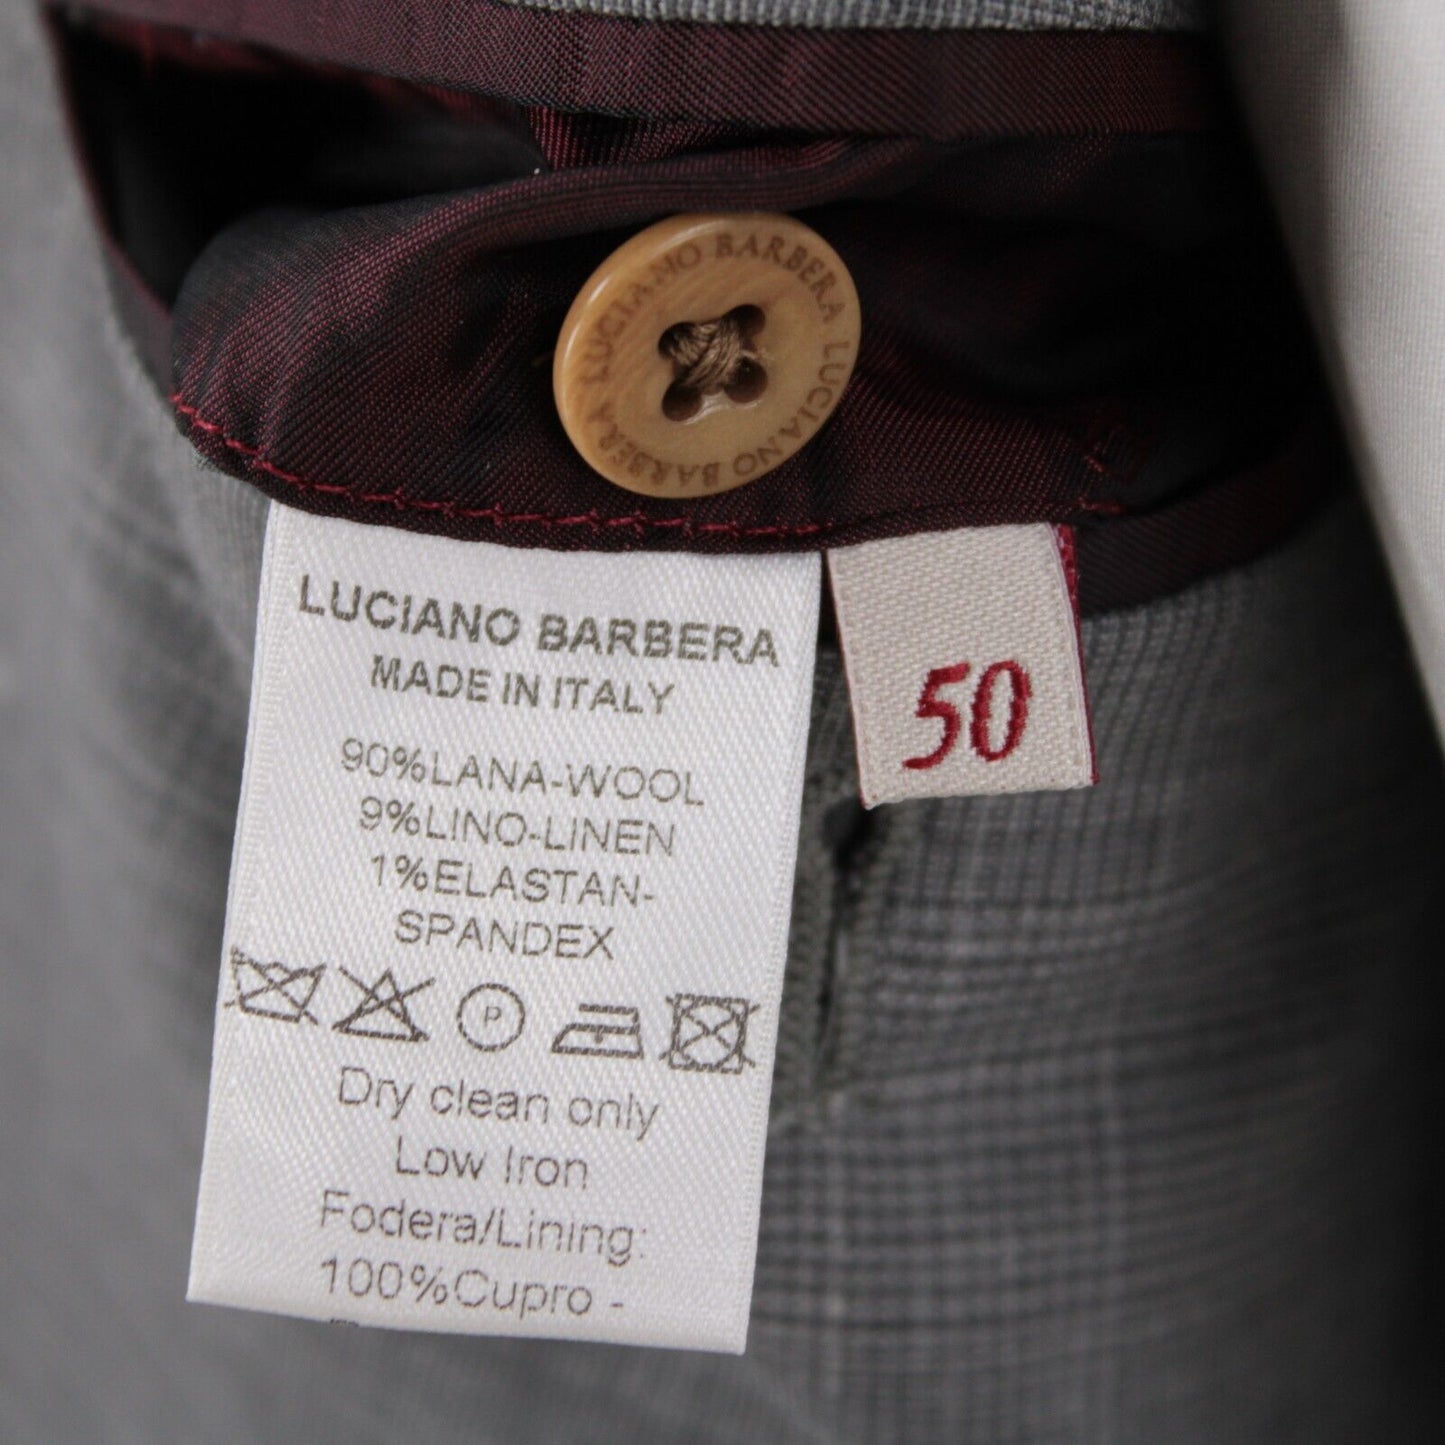 LUCIANO BARBERA LUCIANO BARBERA
LUCIANO BARBERA
MADE IN ITALY
90%LANA-WOOL
9%LINO-LINEN
1%ELASTAN-
SPANDEX
P
Dry clean only
Low Iron
Fodera/Lining:
100%Cupro -
50